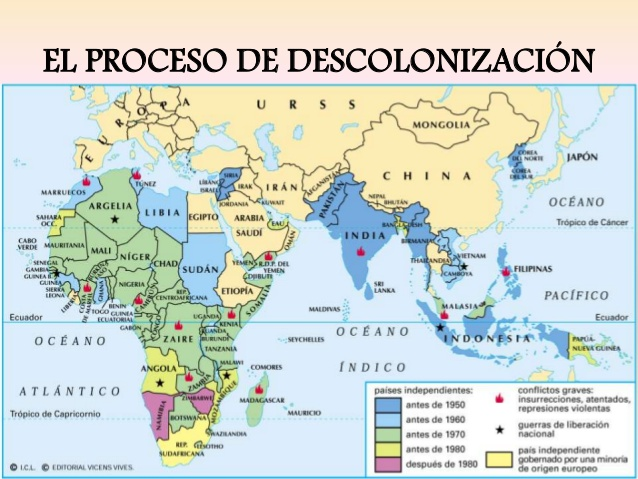 EL PROCESO DE DESCOLONIZACIÓN
EUROPA
URSS
MONGOLIA
COREA DEL NORTE
COREA DEL SUR
JAPÓN
CHINA
MARRUECOS
TÚNEZ
ARGELIA
LIBIA
EGIPTO
LÍBANO
ISRAEL
SIRIA
JORDANIA
IRAK
KUWAIT
IRÁN
AFGANISTÁN
PAKISTÁN
NEPAL
BHUTÁN
OCÉANO
Trópico de Cáncer
SAHARA OCC.
ARABIA
SAUDÍ
EAU
OMÁN
INDIA
BANGLADESH
BIRMANIA
CABO VERDE
MAURITANIA
MALI
NÍGER
CHAD
SUDÁN
YEMEN
R.D.P. DEL YEMEN
DJIBUTI
THAILANDIA
VIETNAM
CAMBOYA
FILIPINAS
SENEGAL
GAMBIA
GUINEA B.
GUINEA
SIERRA LEONA
LIBERIA
COSTA DE MARFIL
BURKINA
GHANA
TOGO
BENIN
NIGERIA
CAMERÚN
REP. CENTROAFRICANA
ETIOPÍA
SOMALIA
SRI LANKA
MALDIVAS
MALASIA
PACÍFICO
Ecuador
GUINEA ECUATORIAL
GABÓN
CONGO
UGANDA
KENIA
Ecuador
OCÉANO
ZAIRE
UGANDA
BURUNDI
TANZANIA
SEYCHELLES
OCÉANO
ÍNDICO
INDONESIA
PAPÚA-NUEVA GUINEA
ATLÁNTICO
ANGOLA
ZAMBIA
MALAWI
MOZAMBIQUE
COMORES
MADAGASCAR
MAURICIO
Trópico de Capricornio
NAMIBIA
ZIMBABWE
BOTSWANA
SWAZILANDIA
LESOTHO
REP. SUDAFRICANA
países independientes:
antes de 1950
antes de 1960
antes de 1970
antes de 1980
después de 1980
conflictos graves:
insurrecciones, atentados,
represiones violentas
guerras de liberación
nacional
país independiente
gobernado por una minoría
de origen europeo
© I.C.L. © EDITORIAL VICENS VIVES.